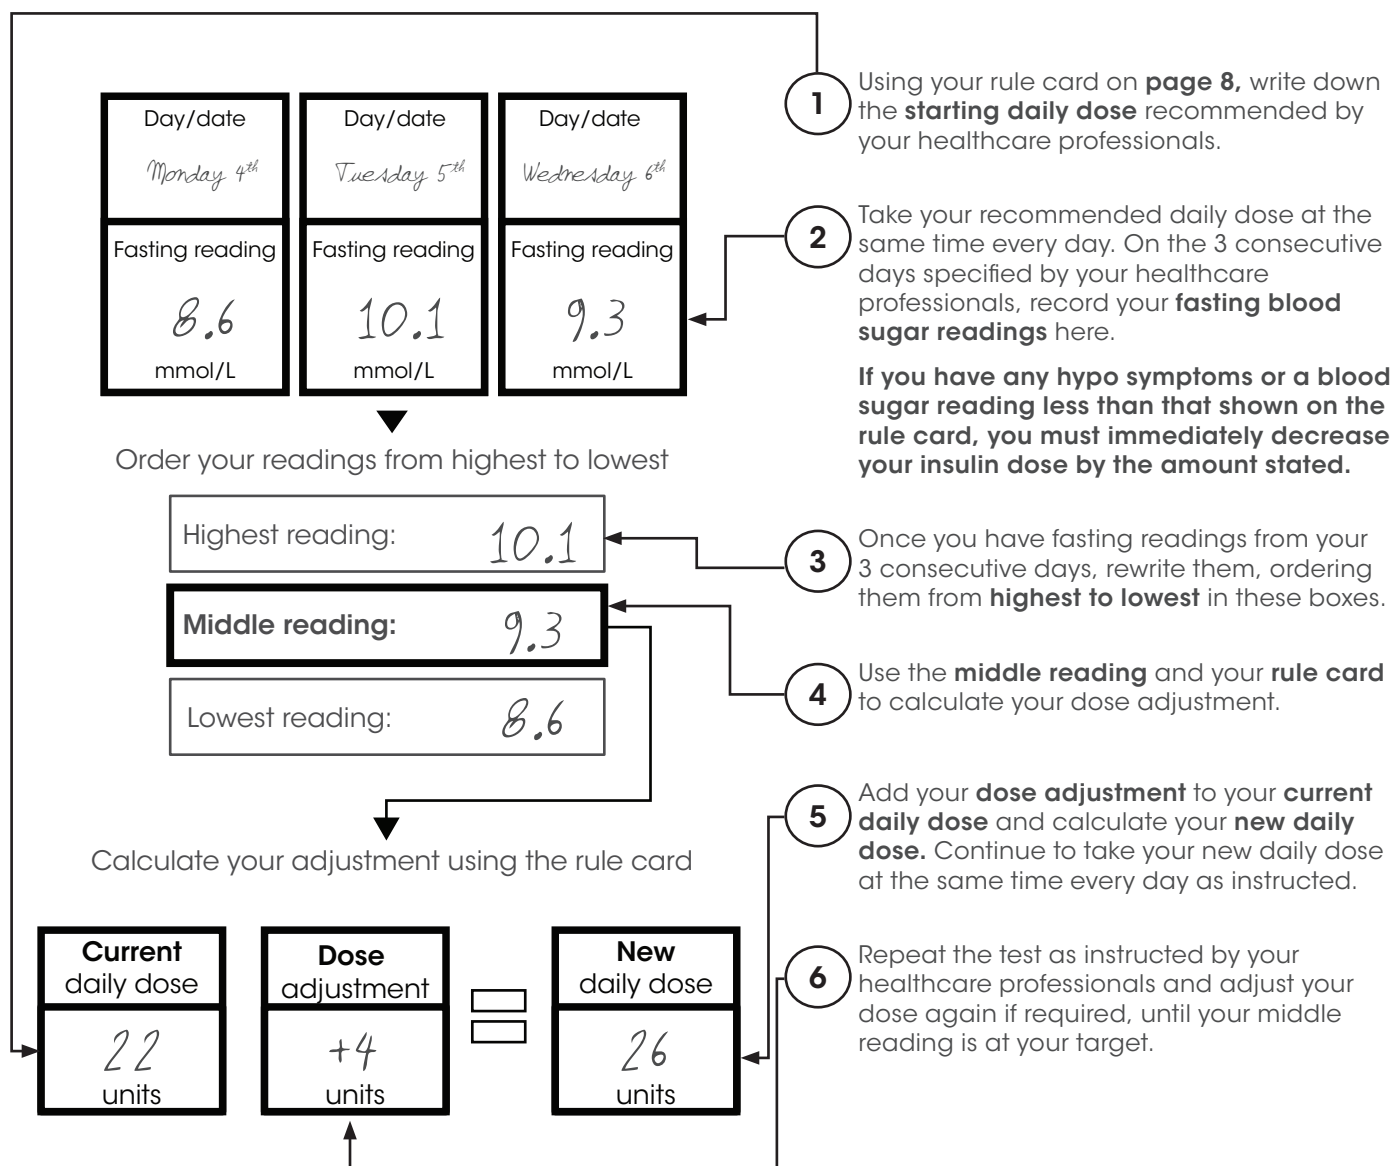 Day/date
Monday 4th
Fasting reading
8.6
mmol/L
Day/date
Tuesday 5th
Fasting reading
10.1
mmol/L
Day/date
Wednesday 6th
Fasting reading
9.3
mmol/L
Order your readings from highest to lowest
Highest reading: 10.1
Middle reading: 9.3
Lowest reading: 8.6
Calculate your adjustment using the rule card
Current
daily dose
22
units
Dose
adjustment
+4
units
=
New
daily dose
26
units
1
Using your rule card on page 8, write down
the starting daily dose recommended by
your healthcare professionals.
2
Take your recommended daily dose at the
same time every day. On the 3 consecutive
days specified by your healthcare
professionals, record your fasting blood
sugar readings here.
If you have any hypo symptoms or a blood
sugar reading less than that shown on the
rule card, you must immediately decrease
your insulin dose by the amount stated.
3
Once you have fasting readings from your
3 consecutive days, rewrite them, ordering
them from highest to lowest in these boxes.
4
Use the middle reading and your rule card
to calculate your dose adjustment.
5
Add your dose adjustment to your current
daily dose and calculate your new daily
dose. Continue to take your new daily dose
at the same time every day as instructed.
6
Repeat the test as instructed by your
healthcare professionals and adjust your
dose again if required, until your middle
reading is at your target.